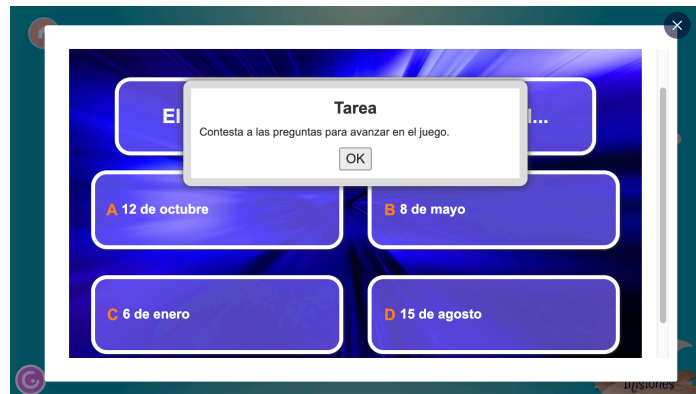 Tarea
Contesta a las preguntas para avanzar en el juego.
OK
El
...
A 12 de octubre
B 8 de mayo
C 6 de enero
D 15 de agosto
misiones